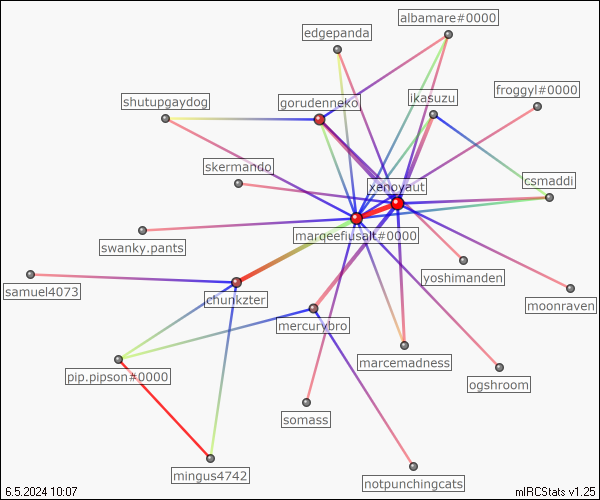 albamare#0000
edgepanda
froggyl#0000
ikasuzu
shutupgaydog
gorudenneko
skermando
csmaddi
xenoyaut
marqeefiusalt#0000
swanky.pants
yoshimanden
samuel4073
moonraven
chunkzter
mercurybro
marcemadness
pip.pipson#0000
ogshroom
somass
mingus4742
notpunchingcats
6.5.2024 10:07
mIRCStats v1.25